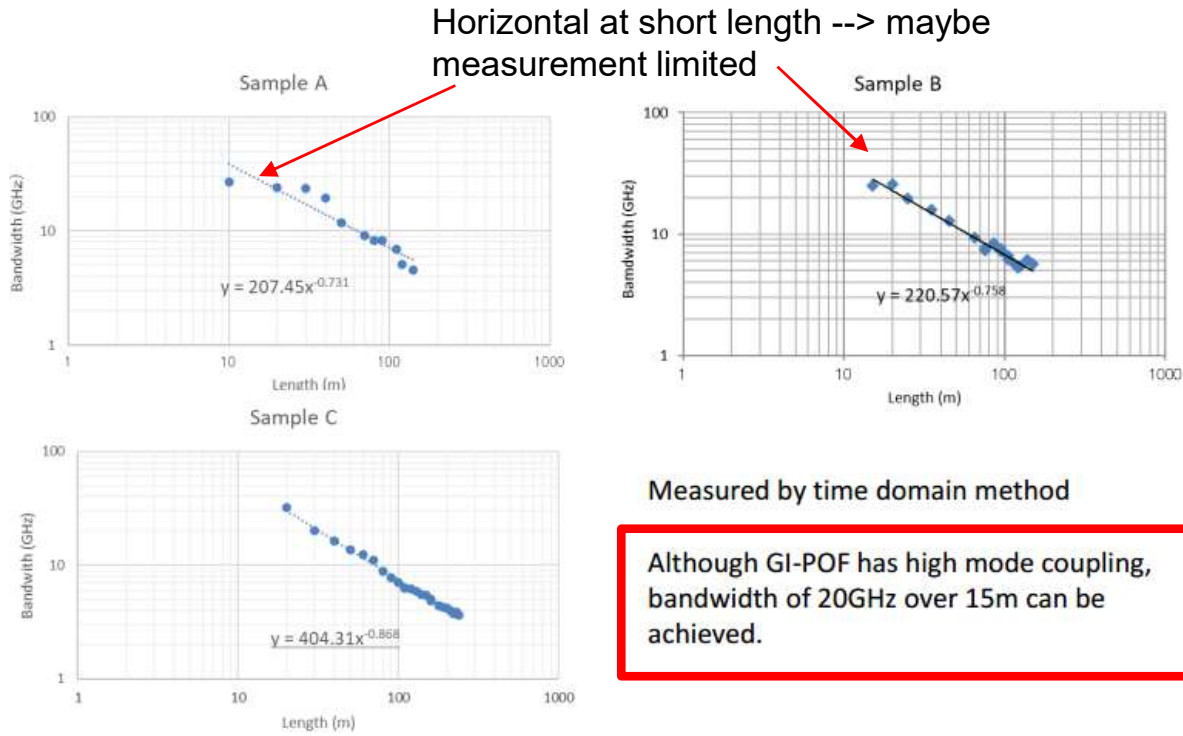 Horizontal at short length --> maybe
measurement limited
Sample A
Bandwidth (GHz)
100
10
1
1 10 100 1000
Length (m)
y = 207.45x^-0.731
Sample B
Bamdwidth (GHz)
100
10
1
1 10 100 1000
Length (m)
y = 220.57x^-0.758
Sample C
Bandwith (GHz)
100
10
1
1 10 100 1000
Length (m)
y = 404.31x^-0.868
Measured by time domain method
Although GI-POF has high mode coupling,
bandwidth of 20GHz over 15m can be
achieved.